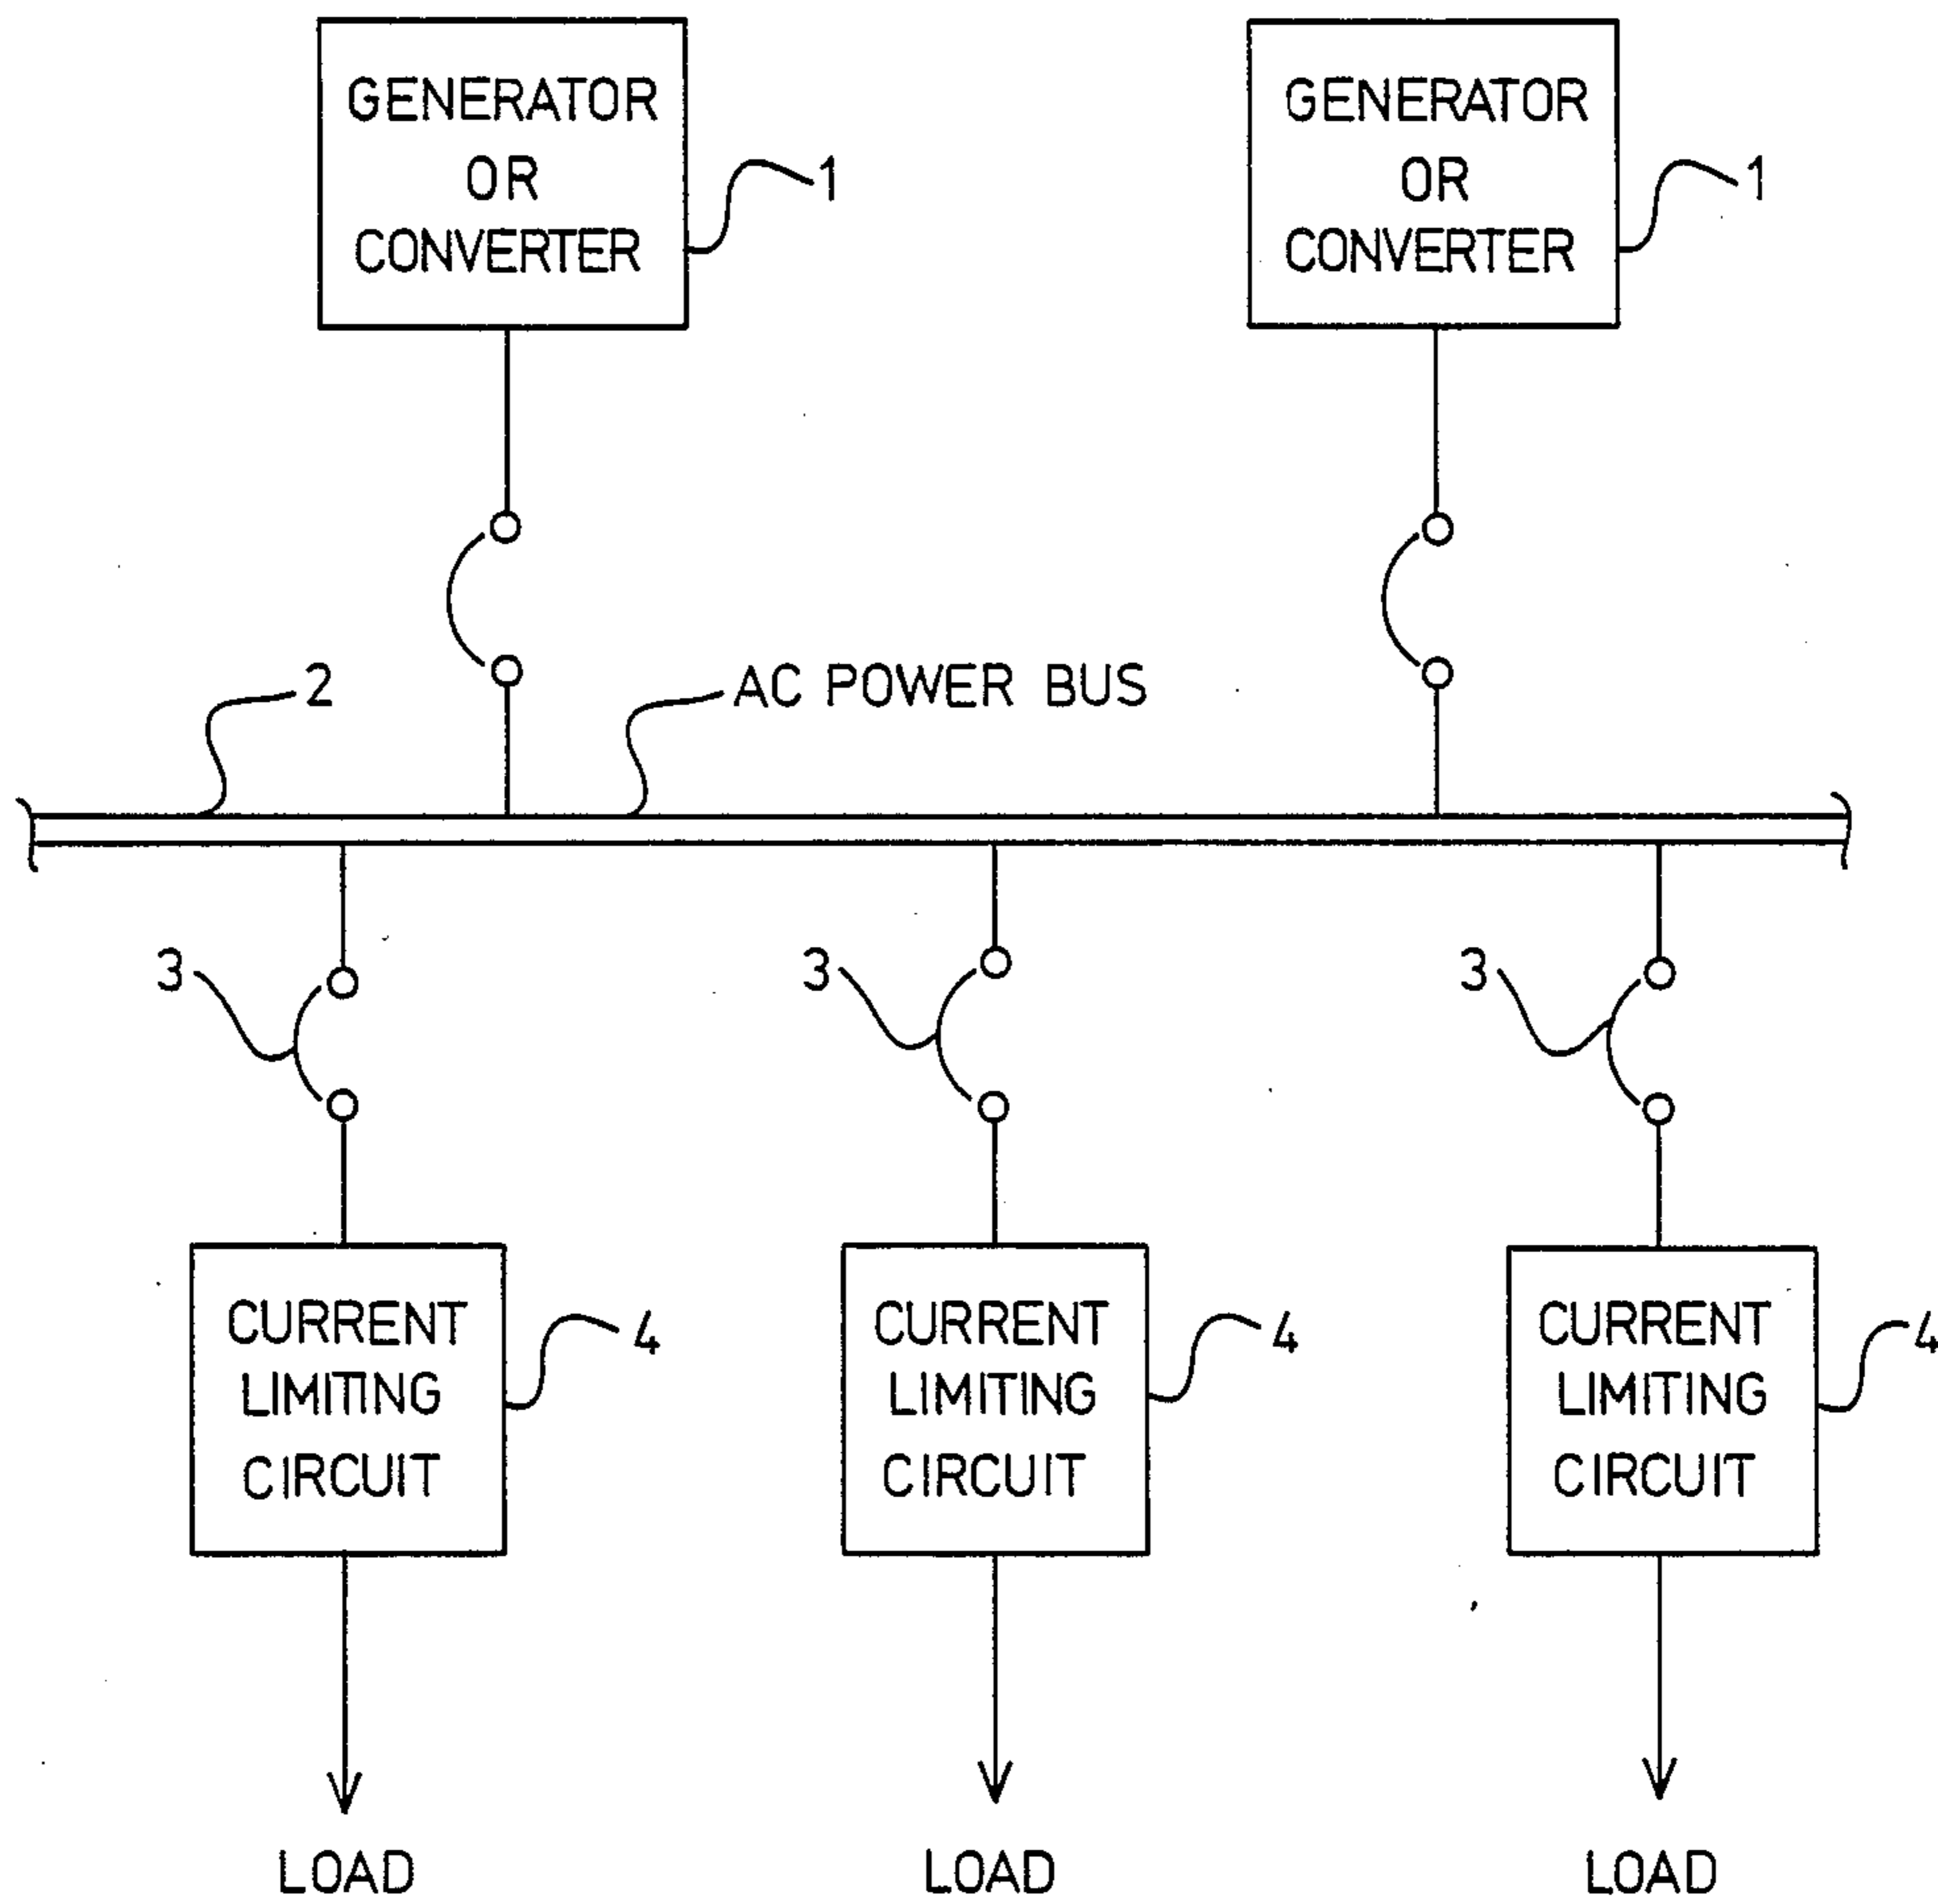 GENERATOR
OR
CONVERTER
1
GENERATOR
OR
CONVERTER
1
2
AC POWER BUS
3
3
3
CURRENT
LIMITING
CIRCUIT
4
CURRENT
LIMITING
CIRCUIT
4
CURRENT
LIMITING
CIRCUIT
4
LOAD
LOAD
LOAD